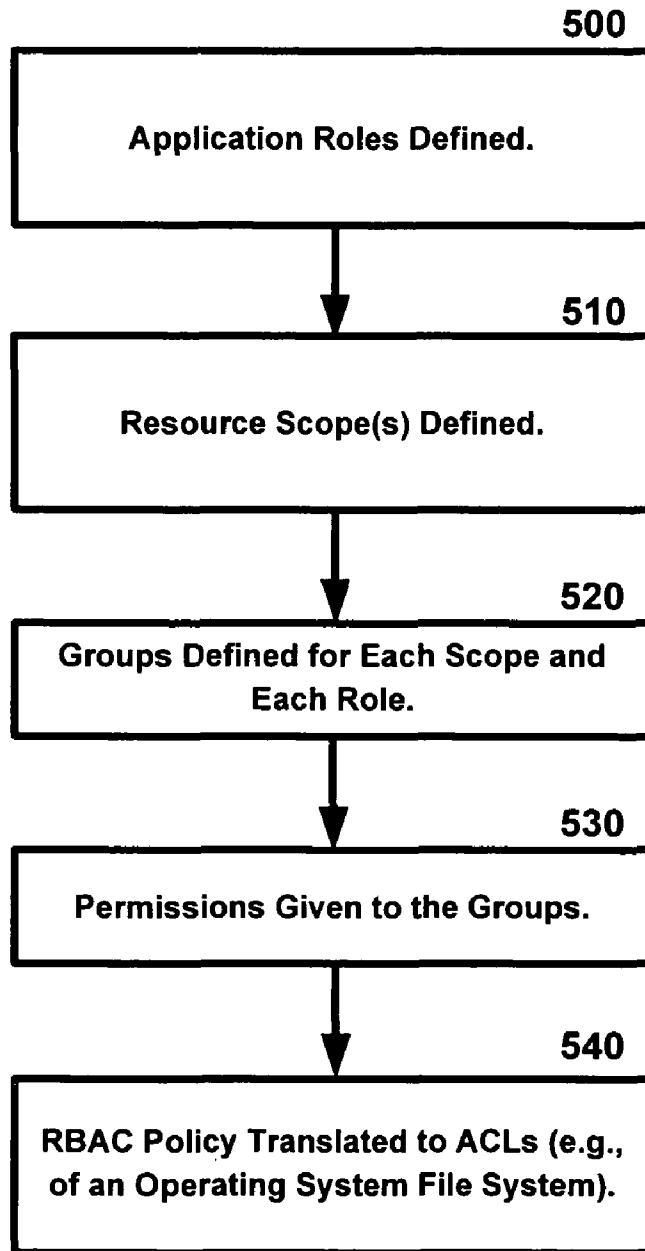 500
Application Roles Defined.
510
Resource Scope(s) Defined.
520
Groups Defined for Each Scope and
Each Role.
530
Permissions Given to the Groups.
540
RBAC Policy Translated to ACLs (e.g.,
of an Operating System File System).